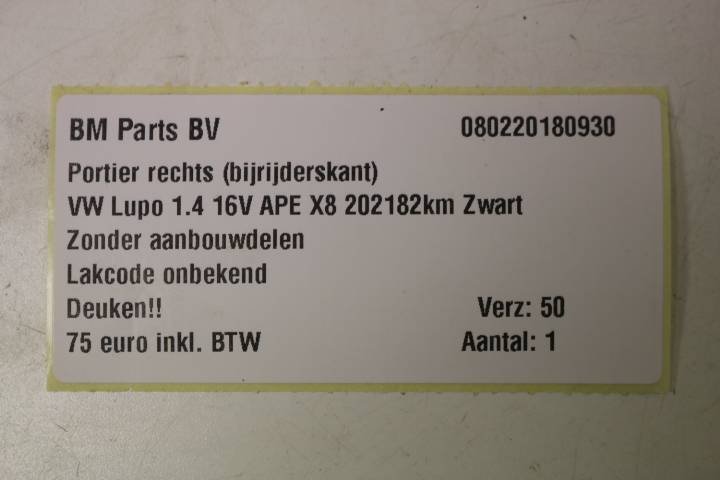 BM Parts BV 080220180930
Portier rechts (bijrijderskant)
VW Lupo 1.4 16V APE X8 202182km Zwart
Zonder aanbouwdelen
Lakcode onbekend
Deuken!! Verz: 50
75 euro inkl. BTW Aantal: 1